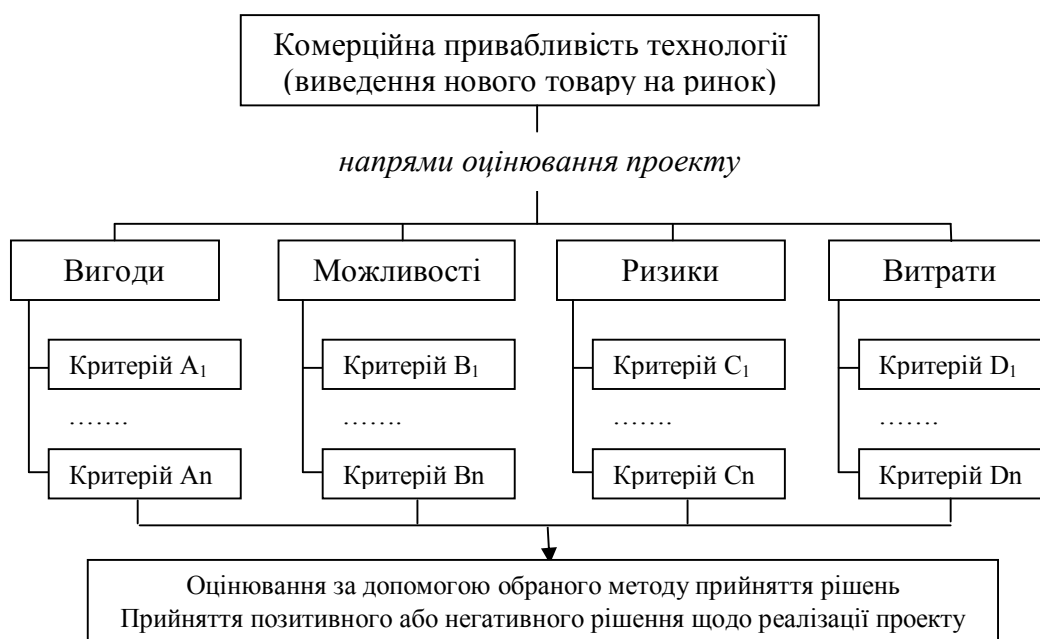 Комерційна привабливість технології
(виведення нового товару на ринок)
напрями оцінювання проекту
Вигоди
Можливості
Ризики
Витрати
Критерій A₁
Критерій B₁
Критерій C₁
Критерій D₁
…….
…….
…….
…….
Критерій An
Критерій Bn
Критерій Cn
Критерій Dn
Оцінювання за допомогою обраного методу прийняття рішень
Прийняття позитивного або негативного рішення щодо реалізації проекту